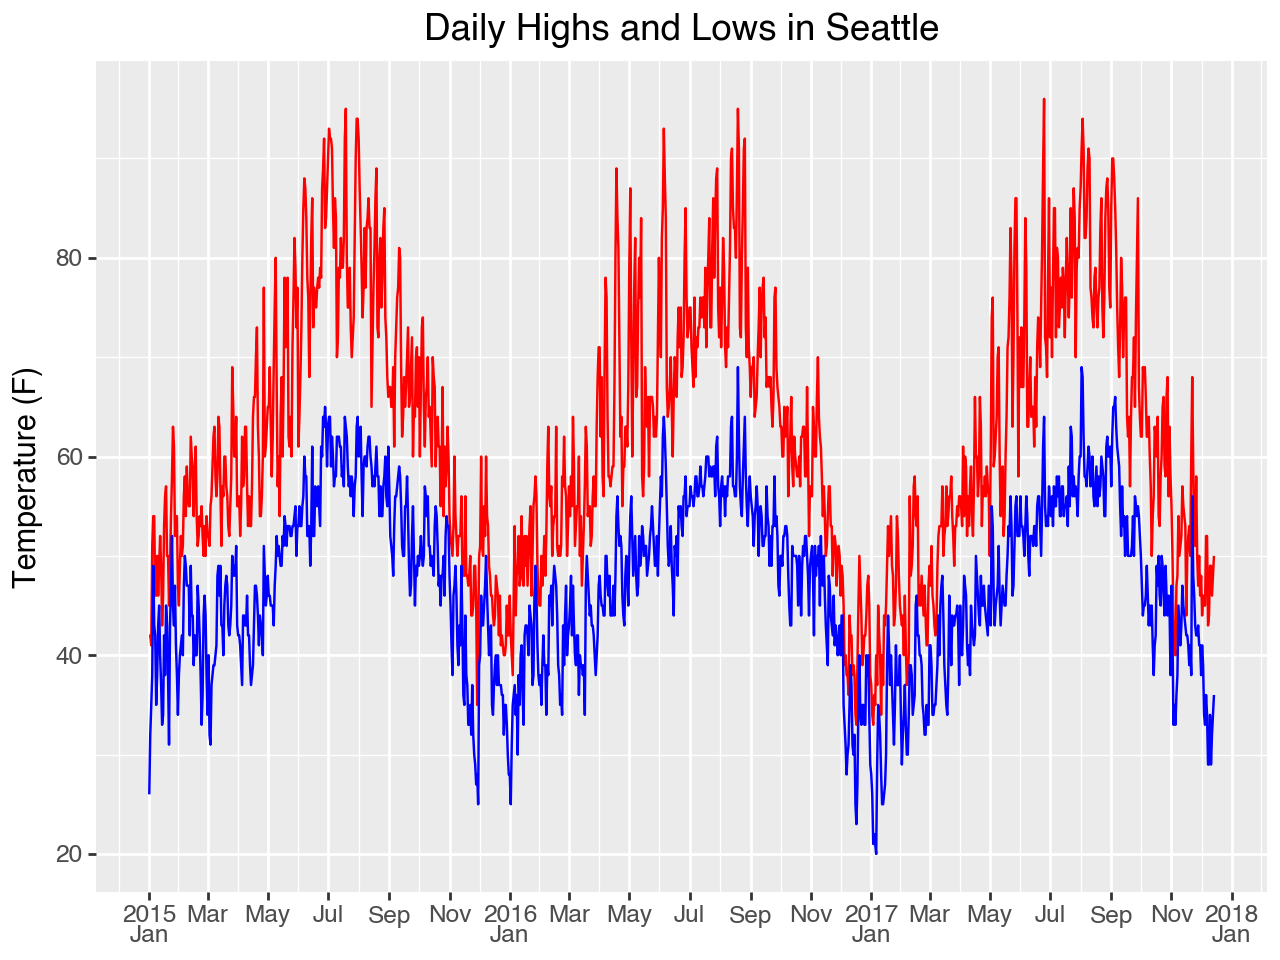 Daily Highs and Lows in Seattle
Temperature (F)
80
60
40
20
2015 Mar May Jul Sep Nov 2016 Mar May Jul Sep Nov 2017 Mar May Jul Sep Nov 2018
Jan Jan Jan Jan